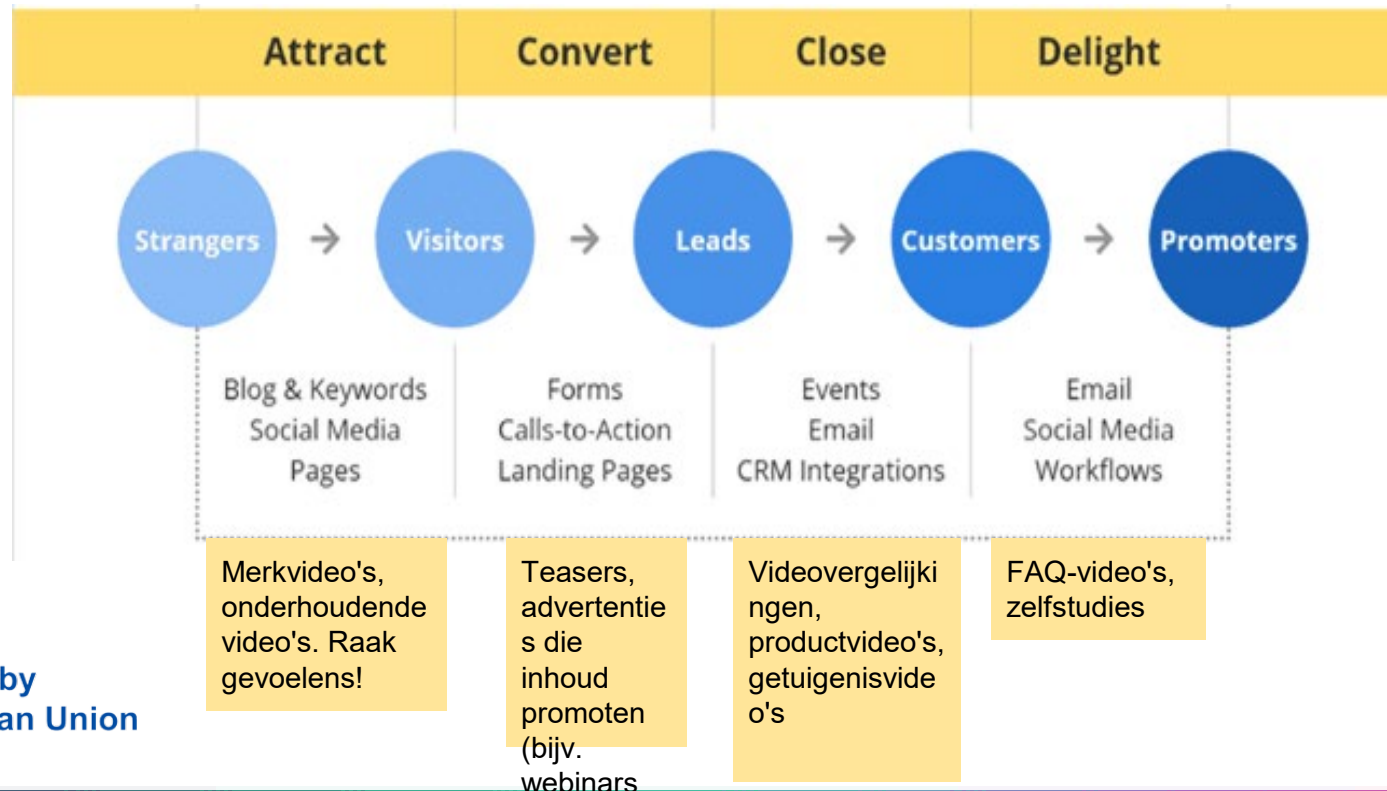 Attract
Convert
Close
Delight
Strangers
Visitors
Leads
Customers
Promoters
Blog & Keywords
Social Media
Pages
Forms
Calls-to-Action
Landing Pages
Events
Email
CRM Integrations
Email
Social Media
Workflows
Merkvideo's,
onderhoudende
video's. Raak
gevoelens!
Teasers,
advertentie
s die
inhoud
promoten
(bijv.
webinars
Videovergelijki
ngen,
productvideo's,
getuigenisvide
o's
FAQ-video's,
zelfstudies
by
an Union